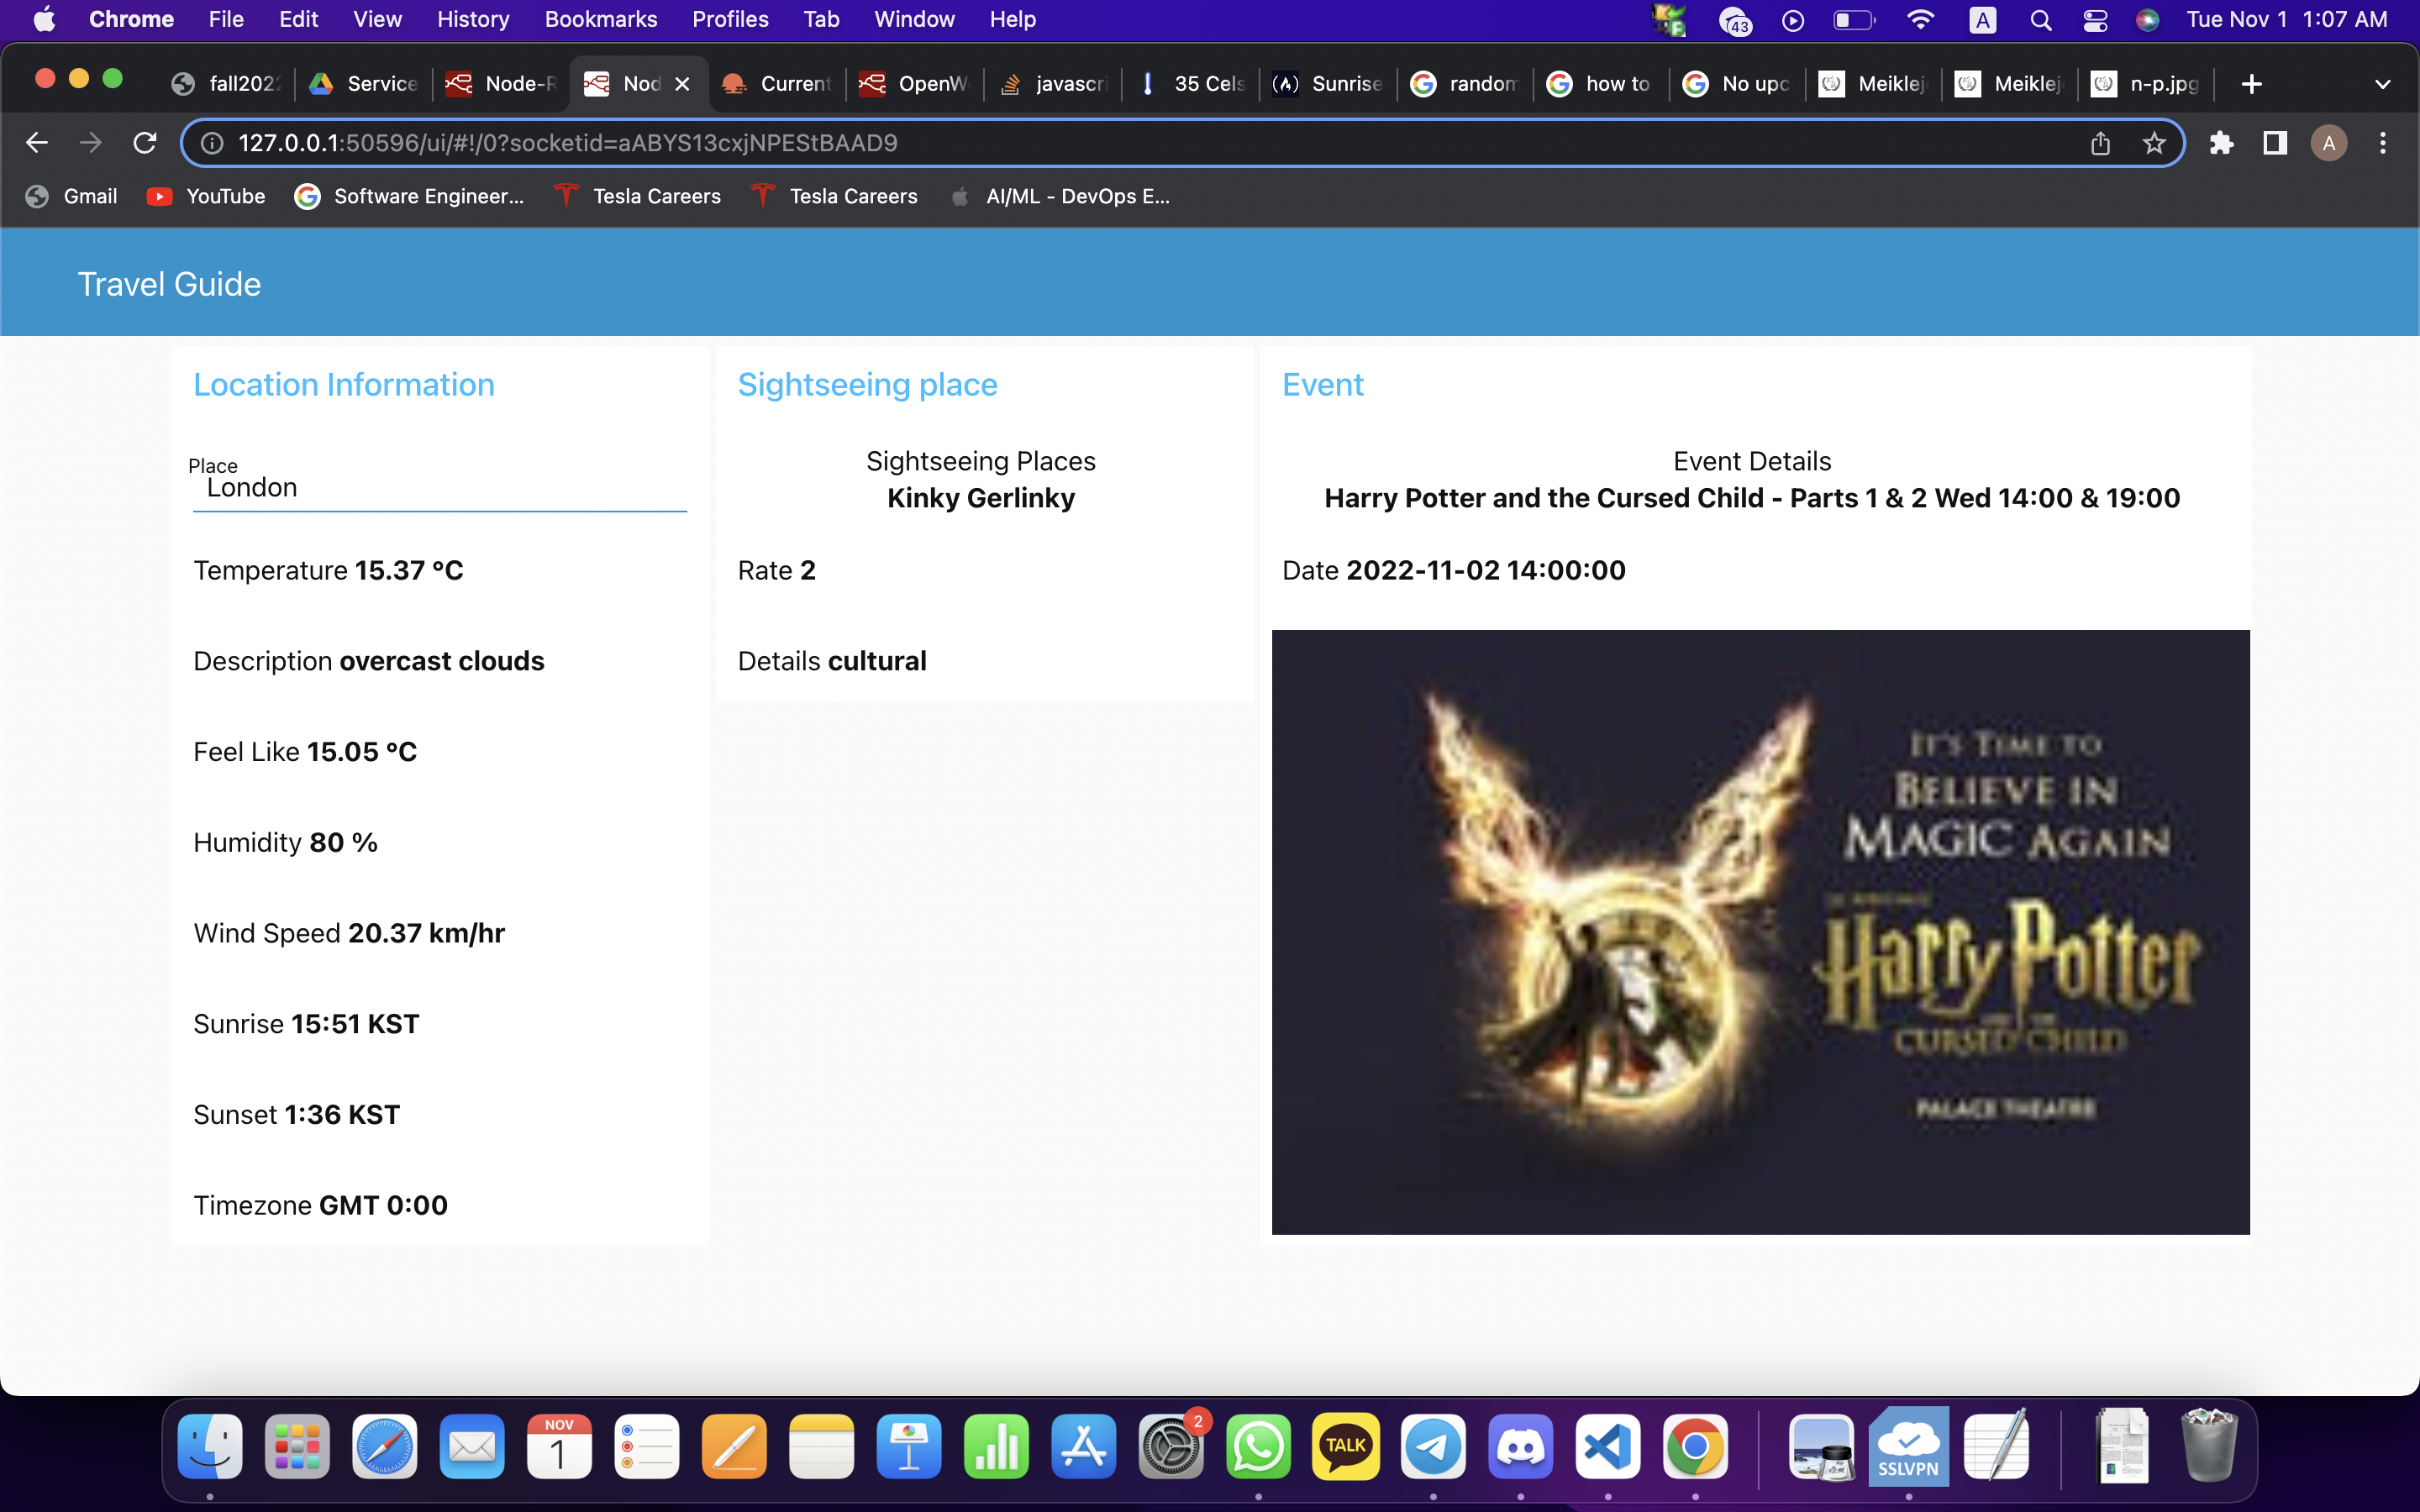 Chrome File Edit View History Bookmarks Profiles Tab Window Help 43 A Tue Nov 1 1:07 AM
fall202 Service Node-R Nod Current OpenW javascri 35 Cels Sunrise random how to No upc Meiklej Meiklej n-p.jpg
127.0.0.1:50596/ui/#!/0?socketid=aABYS13cxjNPEStBAAD9 A
Gmail YouTube Software Engineer... Tesla Careers Tesla Careers AI/ML - DevOps E...
Travel Guide
Location Information
Place
London
Temperature 15.37 °C
Description overcast clouds
Feel Like 15.05 °C
Humidity 80 %
Wind Speed 20.37 km/hr
Sunrise 15:51 KST
Sunset 1:36 KST
Timezone GMT 0:00
Sightseeing place
Sightseeing Places
Kinky Gerlinky
Rate 2
Details cultural
Event
Event Details
Harry Potter and the Cursed Child - Parts 1 & 2 Wed 14:00 & 19:00
Date 2022-11-02 14:00:00
IT'S TIME TO
BELIEVE IN
MAGIC AGAIN
Harry Potter
AND THE
CURSED CHILD
PALACE THEATRE
NOV
1
2
TALK
SSLVPN